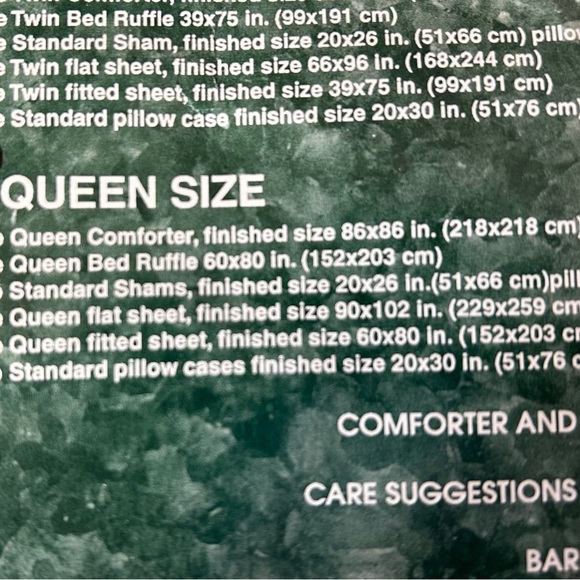 Twin Bed Ruffle 39x75 in. (99x191 cm)
Standard Sham, finished size 20x26 in. (51x66 cm) pillow
Twin flat sheet, finished size 66x96 in. (168x244 cm)
Twin fitted sheet, finished size 39x75 in. (99x191 cm)
Standard pillow case finished size 20x30 in. (51x76 cm)
QUEEN SIZE
Queen Comforter, finished size 86x86 in. (218x218 cm)
Queen Bed Ruffle 60x80 in. (152x203 cm)
Standard Shams, finished size 20x26 in.(51x66 cm)pill
Queen flat sheet, finished size 90x102 in. (229x259 cm
Queen fitted sheet, finished size 60x80 in. (152x203 c
Standard pillow cases finished size 20x30 in. (51x76 c
COMFORTER AND
CARE SUGGESTIONS
BAR